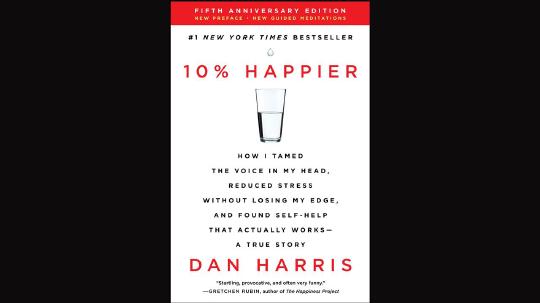 FIFTH ANNIVERSARY EDITION
NEW PREFACE • NEW GUIDED MEDITATIONS
#1 NEW YORK TIMES BESTSELLER
10% HAPPIER
HOW I TAMED
THE VOICE IN MY HEAD,
REDUCED STRESS
WITHOUT LOSING MY EDGE,
AND FOUND SELF-HELP
THAT ACTUALLY WORKS—
A TRUE STORY
DAN HARRIS
"Startling, provocative, and often very funny."
—GRETCHEN RUBIN, author of The Happiness Project